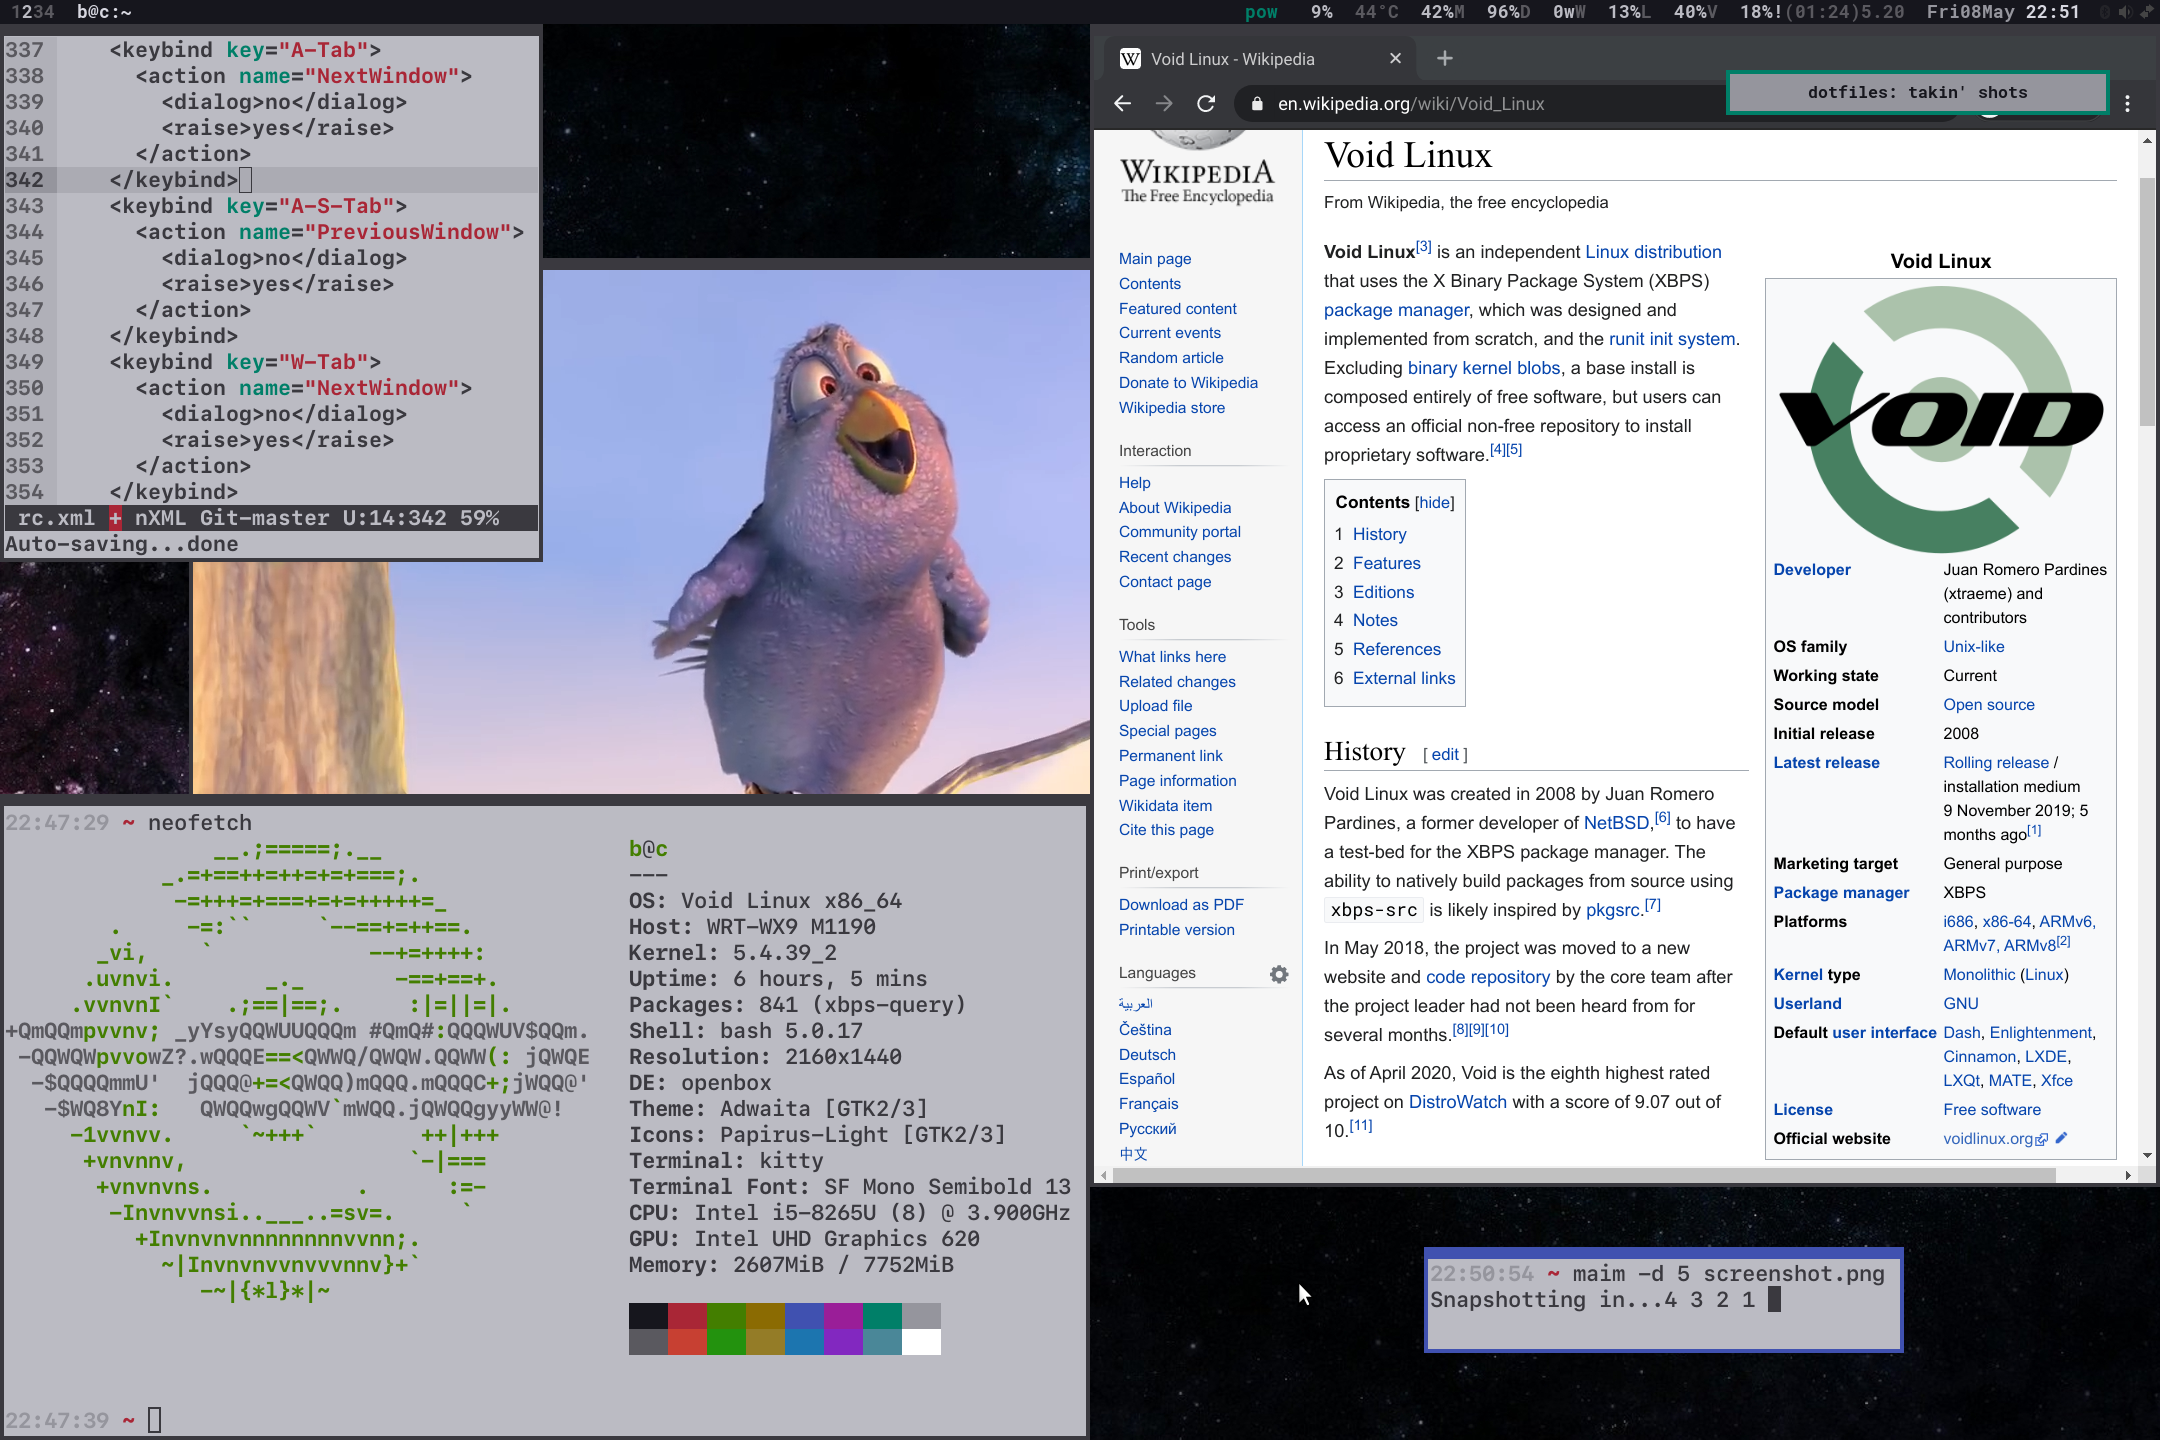 1234 b@c:~ pow 9% 44°C 42%M 96%D 0wW 13%L 40%V 18%!(01:24)5.20 Fri08May 22:51
337 <keybind key="A-Tab">
338 <action name="NextWindow">
339 <dialog>no</dialog>
340 <raise>yes</raise>
341 </action>
342 </keybind>
343 <keybind key="A-S-Tab">
344 <action name="PreviousWindow">
345 <dialog>no</dialog>
346 <raise>yes</raise>
347 </action>
348 </keybind>
349 <keybind key="W-Tab">
350 <action name="NextWindow">
351 <dialog>no</dialog>
352 <raise>yes</raise>
353 </action>
354 </keybind>
rc.xml + nXML Git-master U:14:342 59%
Auto-saving...done
22:47:29 ~ neofetch
b@c
---
OS: Void Linux x86_64
Host: WRT-WX9 M1190
Kernel: 5.4.39_2
Uptime: 6 hours, 5 mins
Packages: 841 (xbps-query)
Shell: bash 5.0.17
Resolution: 2160x1440
DE: openbox
Theme: Adwaita [GTK2/3]
Icons: Papirus-Light [GTK2/3]
Terminal: kitty
Terminal Font: SF Mono Semibold 13
CPU: Intel i5-8265U (8) @ 3.900GHz
GPU: Intel UHD Graphics 620
Memory: 2607MiB / 7752MiB
22:47:39 ~
Void Linux - Wikipedia
en.wikipedia.org/wiki/Void_Linux
dotfiles: takin' shots
WIKIPEDIA
The Free Encyclopedia
Main page
Contents
Featured content
Current events
Random article
Donate to Wikipedia
Wikipedia store
Interaction
Help
About Wikipedia
Community portal
Recent changes
Contact page
Tools
What links here
Related changes
Upload file
Special pages
Permanent link
Page information
Wikidata item
Cite this page
Print/export
Download as PDF
Printable version
Languages
العربية
Čeština
Deutsch
Español
Français
Русский
中文
Void Linux
From Wikipedia, the free encyclopedia
Void Linux[3] is an independent Linux distribution
that uses the X Binary Package System (XBPS)
package manager, which was designed and
implemented from scratch, and the runit init system.
Excluding binary kernel blobs, a base install is
composed entirely of free software, but users can
access an official non-free repository to install
proprietary software.[4][5]
Contents [hide]
1 History
2 Features
3 Editions
4 Notes
5 References
6 External links
History [ edit ]
Void Linux was created in 2008 by Juan Romero
Pardines, a former developer of NetBSD,[6] to have
a test-bed for the XBPS package manager. The
ability to natively build packages from source using
xbps-src is likely inspired by pkgsrc.[7]
In May 2018, the project was moved to a new
website and code repository by the core team after
the project leader had not been heard from for
several months.[8][9][10]
As of April 2020, Void is the eighth highest rated
project on DistroWatch with a score of 9.07 out of
10.[11]
Void Linux
VOID
Developer Juan Romero Pardines
(xtraeme) and
contributors
OS family Unix-like
Working state Current
Source model Open source
Initial release 2008
Latest release Rolling release /
installation medium
9 November 2019; 5
months ago[1]
Marketing target General purpose
Package manager XBPS
Platforms i686, x86-64, ARMv6,
ARMv7, ARMv8[2]
Kernel type Monolithic (Linux)
Userland GNU
Default user interface Dash, Enlightenment,
Cinnamon, LXDE,
LXQt, MATE, Xfce
License Free software
Official website voidlinux.org
22:50:54 ~ maim -d 5 screenshot.png
Snapshotting in...4 3 2 1